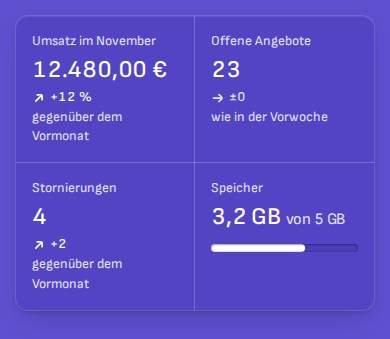 Umsatz im November
12.480,00 €
↗ +12 %
gegenüber dem
Vormonat
Offene Angebote
23
→ ±0
wie in der Vorwoche
Stornierungen
4
↗ +2
gegenüber dem
Vormonat
Speicher
3,2 GB von 5 GB